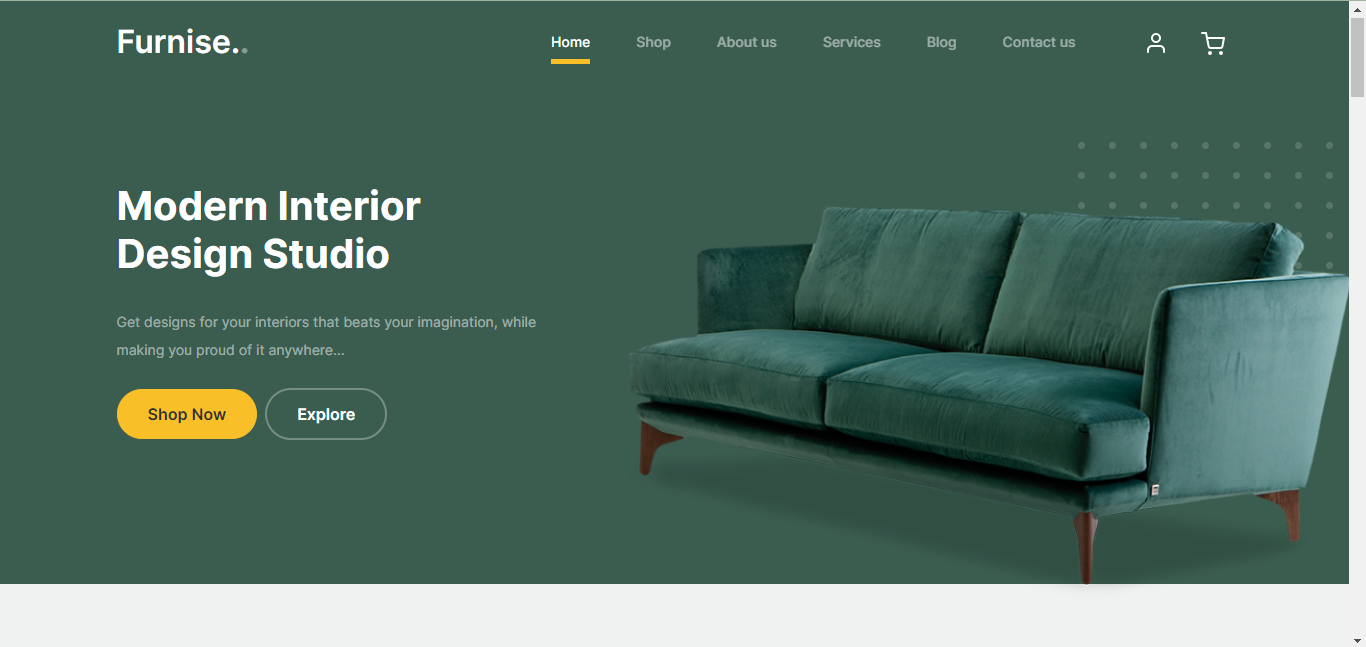 Furnise..
Home Shop About us Services Blog Contact us
Modern Interior
Design Studio
Get designs for your interiors that beats your imagination, while
making you proud of it anywhere...
Shop Now Explore